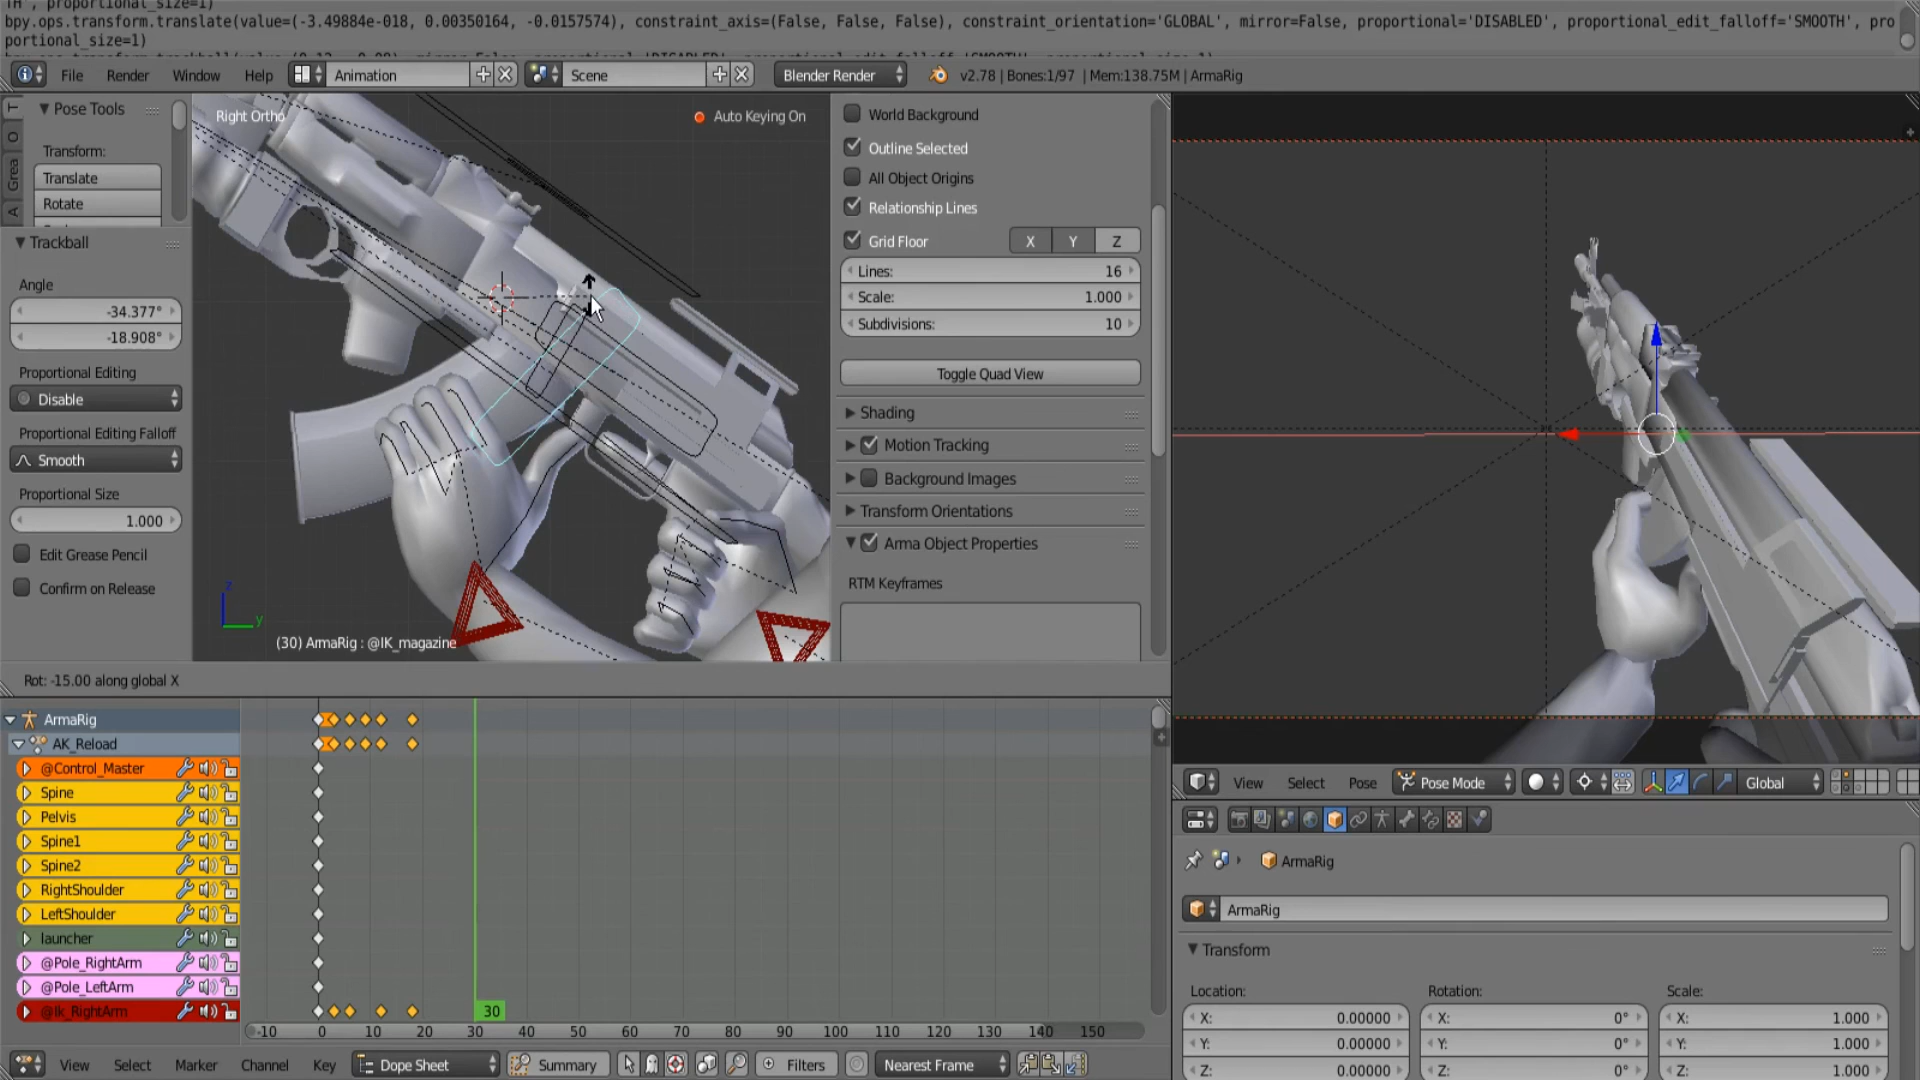 TH', proportional_size=1)
bpy.ops.transform.translate(value=(-3.49884e-018, 0.00350164, -0.0157574), constraint_axis=(False, False, False), constraint_orientation='GLOBAL', mirror=False, proportional='DISABLED', proportional_edit_falloff='SMOOTH', pro
portional_size=1)
File Render Window Help Animation Scene Blender Render v2.78 | Bones:1/97 | Mem:138.75M | ArmaRig
T
O
Grea
A
Pose Tools
Transform:
Translate
Rotate
Trackball
Angle
-34.377°
-18.908°
Proportional Editing
Disable
Proportional Editing Falloff
Smooth
Proportional Size
1.000
Edit Grease Pencil
Confirm on Release
Right Ortho
Auto Keying On
z
y
(30) ArmaRig : @IK_magazine
World Background
Outline Selected
All Object Origins
Relationship Lines
Grid Floor X Y Z
Lines: 16
Scale: 1.000
Subdivisions: 10
Toggle Quad View
Shading
Motion Tracking
Background Images
Transform Orientations
Arma Object Properties
RTM Keyframes
Rot: -15.00 along global X
ArmaRig
AK_Reload
@Control_Master
Spine
Pelvis
Spine1
Spine2
RightShoulder
LeftShoulder
launcher
@Pole_RightArm
@Pole_LeftArm
@Ik_RightArm
30
-10 0 10 20 30 40 50 60 70 80 90 100 110 120 130 140 150
View Select Marker Channel Key Dope Sheet Summary Filters Nearest Frame
View Select Pose Pose Mode Global
ArmaRig
ArmaRig
Transform
Location: Rotation: Scale:
X: 0.00000 X: 0° X: 1.000
Y: 0.00000 Y: 0° Y: 1.000
Z: 0.00000 Z: 0° Z: 1.000